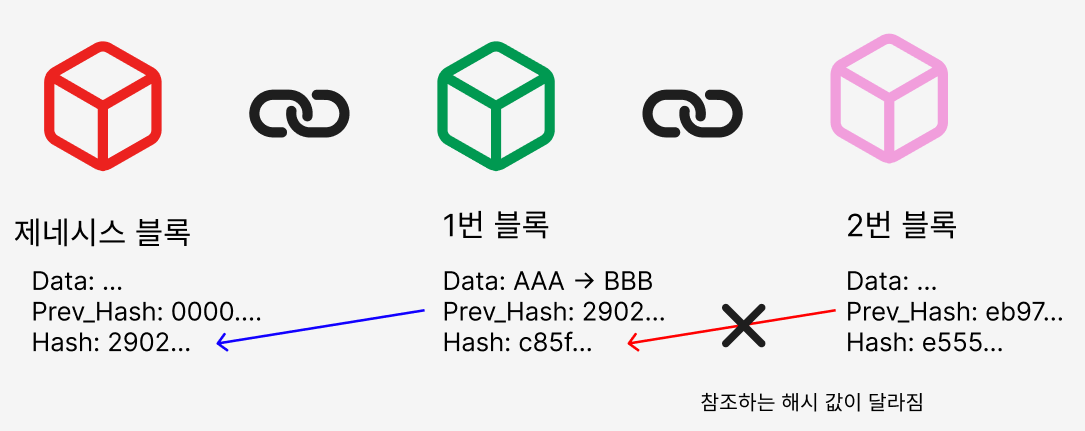 제네시스 블록
Data: ...
Prev_Hash: 0000....
Hash: 2902...
1번 블록
Data: AAA → BBB
Prev_Hash: 2902...
Hash: c85f...
2번 블록
Data: ...
Prev_Hash: eb97...
Hash: e555...
참조하는 해시 값이 달라짐